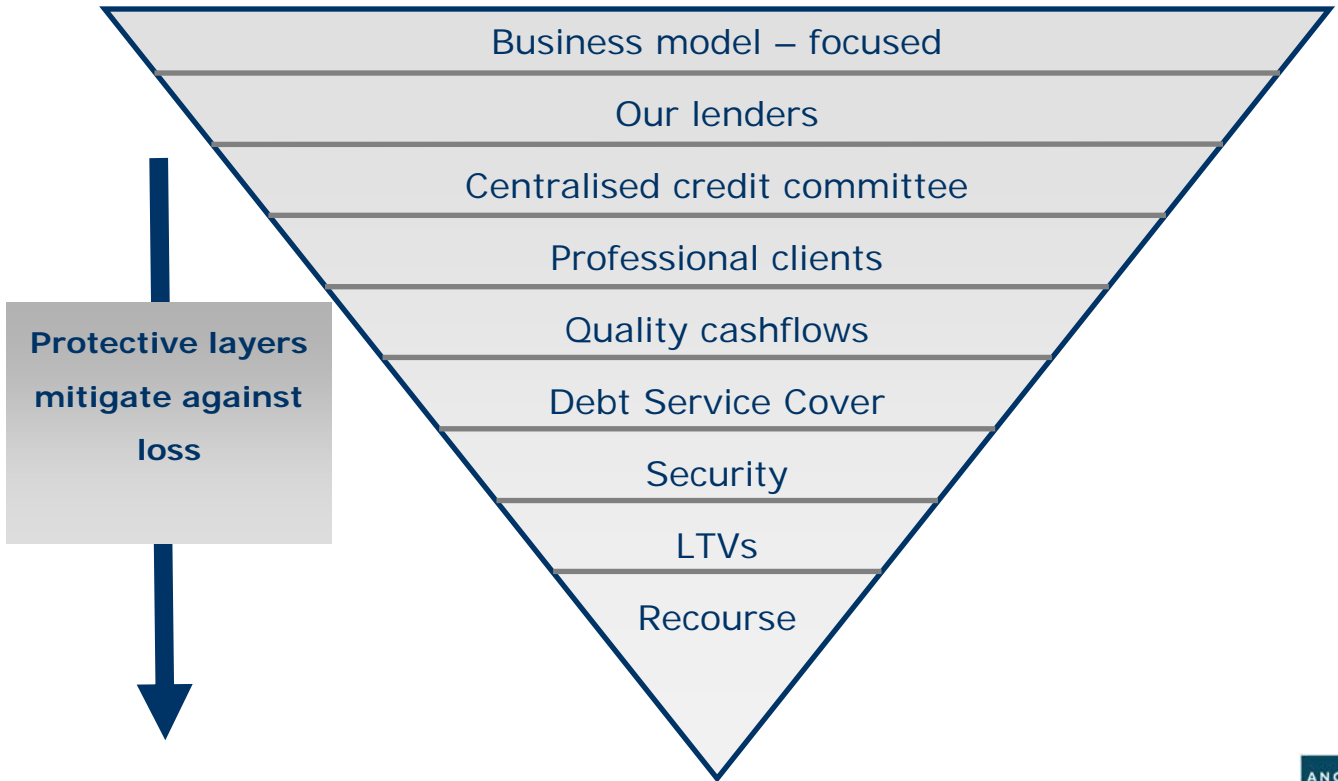 Business model – focused
Our lenders
Centralised credit committee
Professional clients
Quality cashflows
Debt Service Cover
Security
LTVs
Recourse
Protective layers
mitigate against
loss